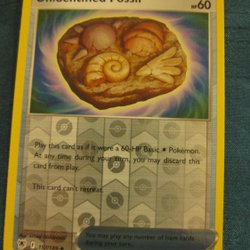 Unidentified Fossil
HP60
Play this card as if it were a 60-HP Basic Pokémon.
At any time during your turn, you may discard this card from play.
This card can't retreat.
You may play any number of Item cards
during your turn.